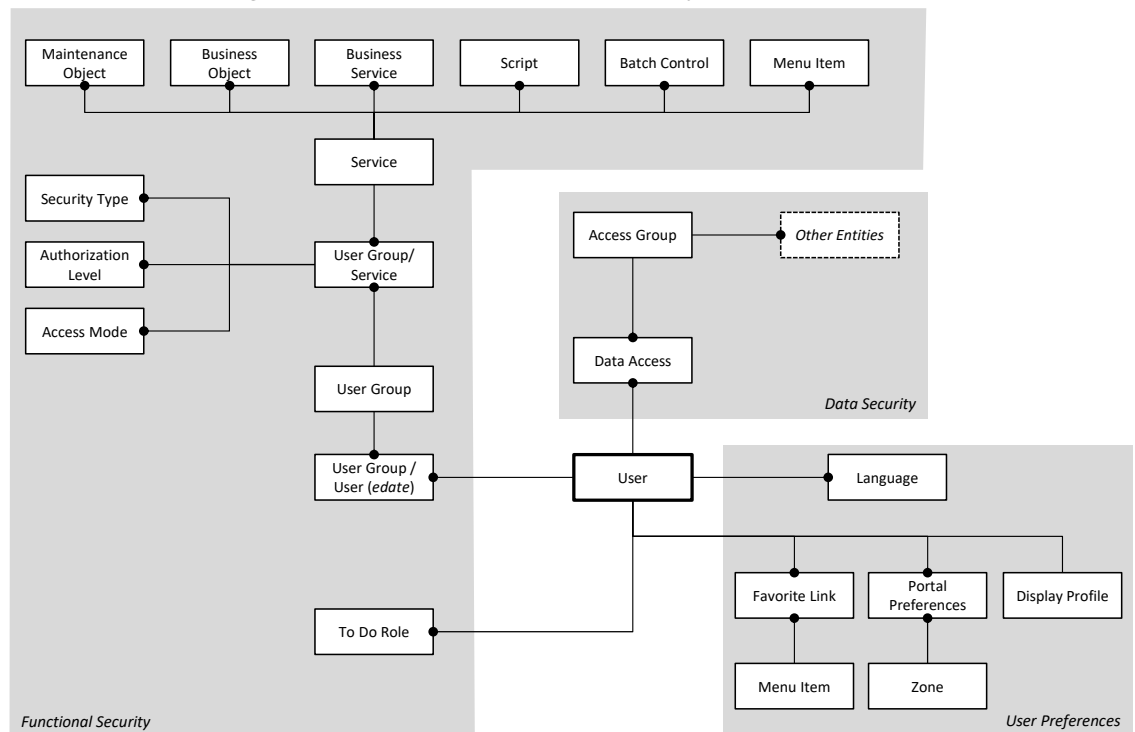 Maintenance
Object
Business
Object
Business
Service
Script
Batch Control
Menu Item
Service
Security Type
Authorization
Level
Access Mode
User Group/
Service
User Group
User Group /
User (edate)
To Do Role
Functional Security
Access Group
Other Entities
Data Access
Data Security
User
Language
Favorite Link
Portal
Preferences
Display Profile
Menu Item
Zone
User Preferences